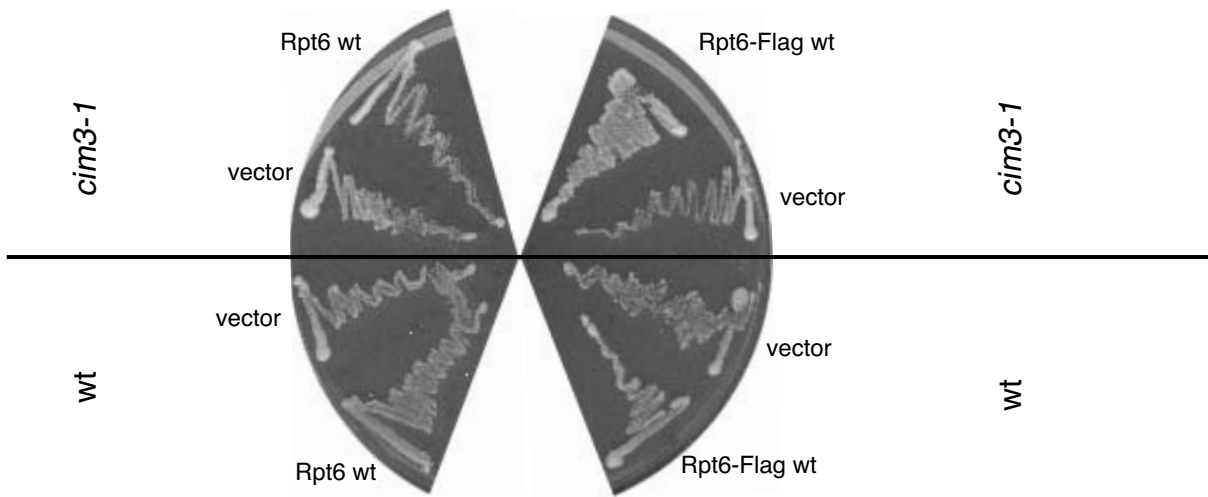 Rpt6 wt
Rpt6-Flag wt
cim3-1
cim3-1
vector
vector
vector
vector
wt
wt
Rpt6 wt
Rpt6-Flag wt